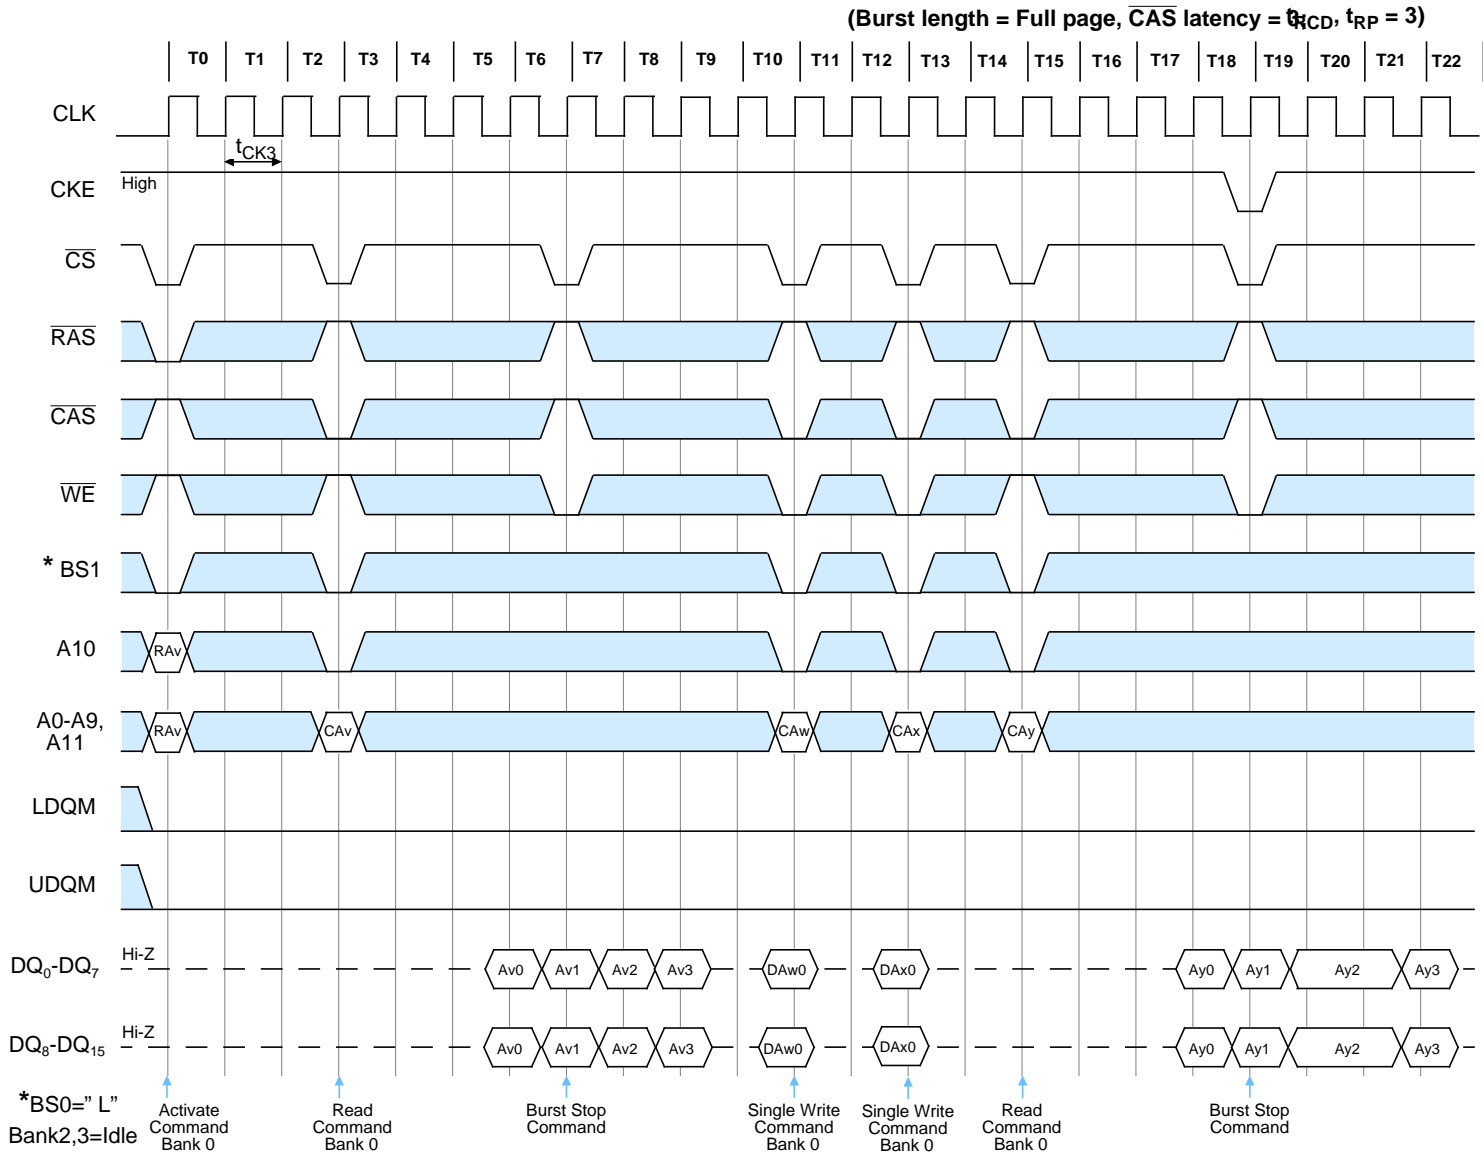 (Burst length = Full page, CAS latency = tRCD, tRP = 3)
T0 T1 T2 T3 T4 T5 T6 T7 T8 T9 T10 T11 T12 T13 T14 T15 T16 T17 T18 T19 T20 T21 T22
CLK
tCK3
CKE High
CS
RAS
CAS
WE
* BS1
A10 RAv
A0-A9,
A11
RAv CAv CAw CAx CAy
LDQM
UDQM
DQ0-DQ7 Hi-Z Av0 Av1 Av2 Av3 DAw0 DAx0 Ay0 Ay1 Ay2 Ay3
DQ8-DQ15 Hi-Z Av0 Av1 Av2 Av3 DAw0 DAx0 Ay0 Ay1 Ay2 Ay3
*BS0=" L"
Bank2,3=Idle
Activate
Command
Bank 0
Read
Command
Bank 0
Burst Stop
Command
Single Write
Command
Bank 0
Single Write
Command
Bank 0
Read
Command
Bank 0
Burst Stop
Command